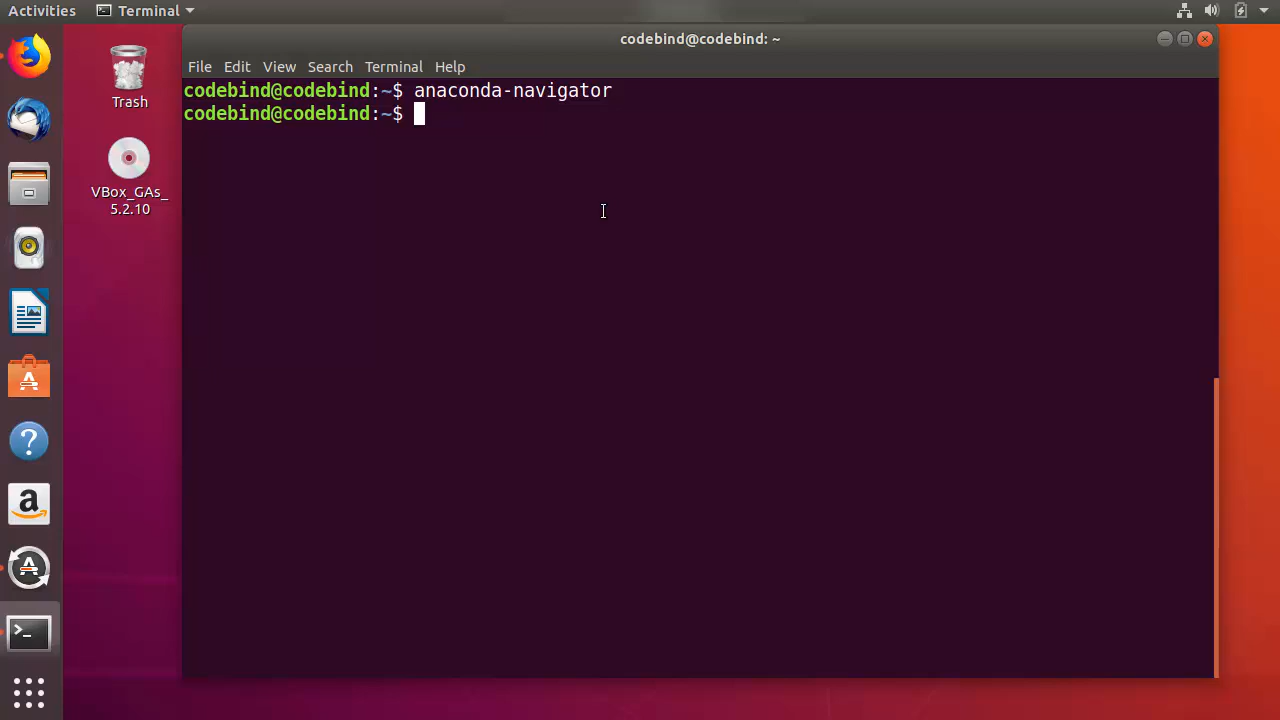 Activities Terminal
codebind@codebind: ~
File Edit View Search Terminal Help
codebind@codebind:~$ anaconda-navigator
codebind@codebind:~$
Trash
VBox_GAs_
5.2.10